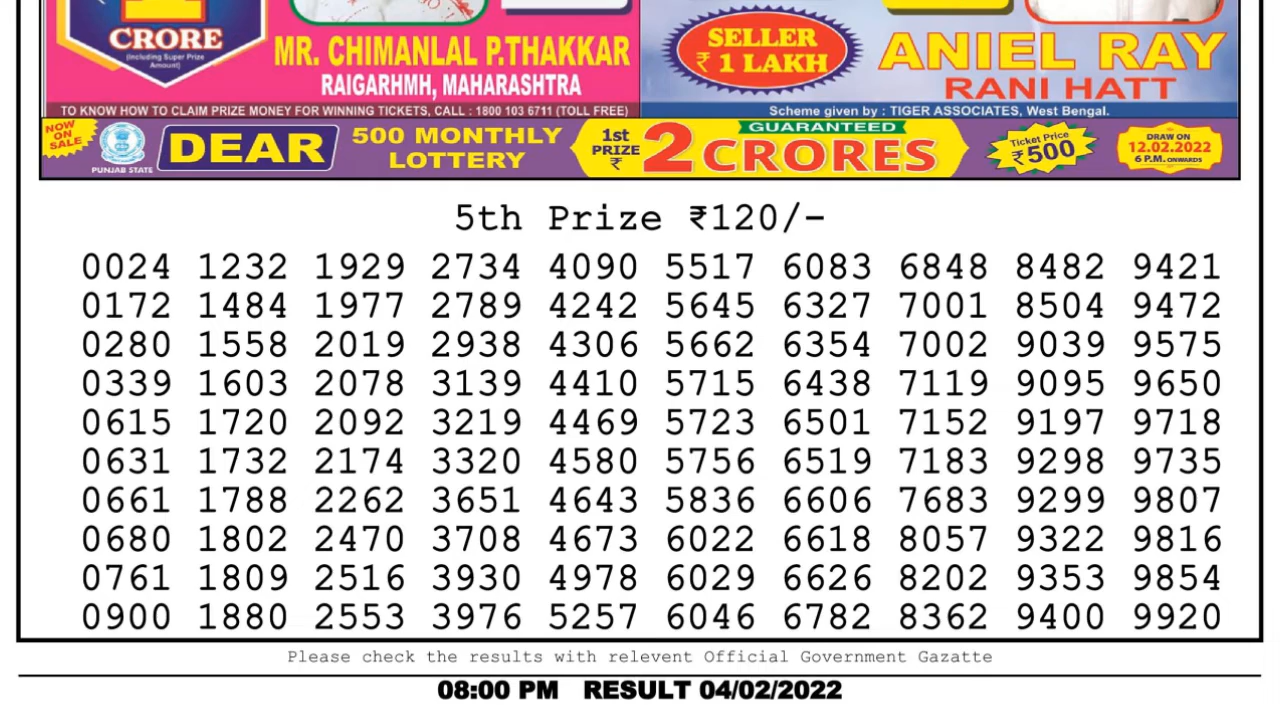 CRORE
(Including Super Prize
Amount)
MR. CHIMANLAL P.THAKKAR
RAIGARHMH, MAHARASHTRA
SELLER
₹ 1 LAKH
ANIEL RAY
RANI HATT
TO KNOW HOW TO CLAIM PRIZE MONEY FOR WINNING TICKETS, CALL : 1800 103 6711 (TOLL FREE)
Scheme given by : TIGER ASSOCIATES, West Bengal.
NOW
ON
SALE
PUNJAB STATE
DEAR
500 MONTHLY
LOTTERY
1st
PRIZE
₹
2
GUARANTEED
CRORES
Ticket Price
₹500
DRAW ON
12.02.2022
6 P.M. ONWARDS
5th Prize ₹120/-
0024 1232 1929 2734 4090 5517 6083 6848 8482 9421
0172 1484 1977 2789 4242 5645 6327 7001 8504 9472
0280 1558 2019 2938 4306 5662 6354 7002 9039 9575
0339 1603 2078 3139 4410 5715 6438 7119 9095 9650
0615 1720 2092 3219 4469 5723 6501 7152 9197 9718
0631 1732 2174 3320 4580 5756 6519 7183 9298 9735
0661 1788 2262 3651 4643 5836 6606 7683 9299 9807
0680 1802 2470 3708 4673 6022 6618 8057 9322 9816
0761 1809 2516 3930 4978 6029 6626 8202 9353 9854
0900 1880 2553 3976 5257 6046 6782 8362 9400 9920
Please check the results with relevent Official Government Gazatte
08:00 PM RESULT 04/02/2022